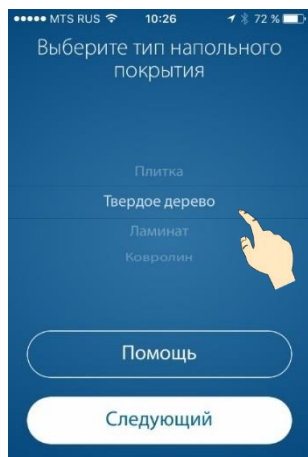 MTS RUS 10:26 72 %
Выберите тип напольного
покрытия
Плитка
Твердое дерево
Ламинат
Ковролин
Помощь
Следующий